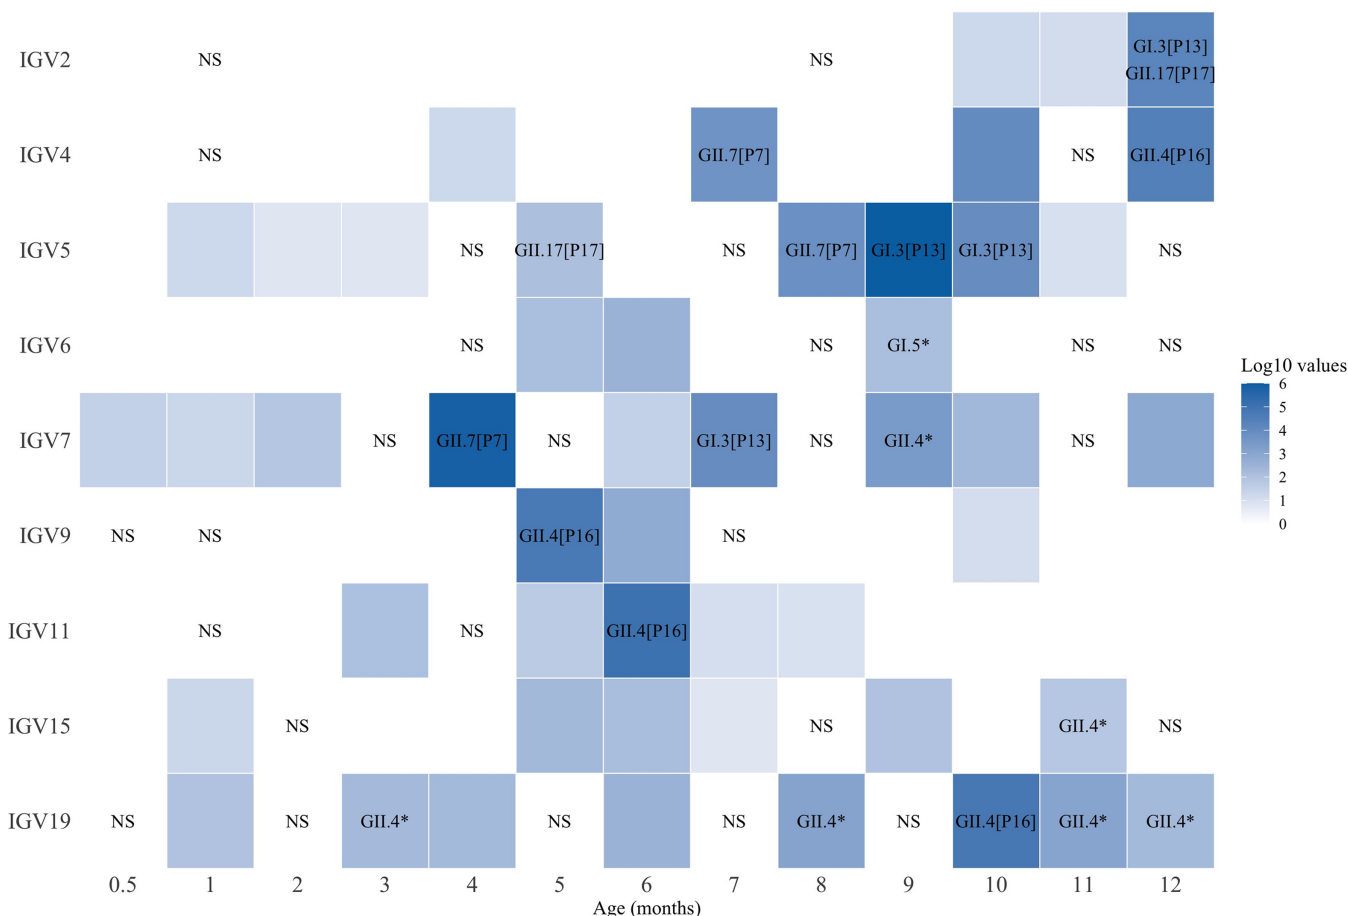 IGV2 NS NS GI.3[P13]
GII.17[P17]
IGV4 NS GII.7[P7] NS GII.4[P16]
IGV5 NS GII.17[P17] NS GII.7[P7] GI.3[P13] GI.3[P13] NS
IGV6 NS NS GI.5* NS NS
IGV7 NS GII.7[P7] NS GI.3[P13] NS GII.4* NS
IGV9 NS NS GII.4[P16] NS
IGV11 NS NS GII.4[P16]
IGV15 NS NS GII.4* NS
IGV19 NS NS GII.4* NS NS GII.4* NS GII.4[P16] GII.4* GII.4*
0.5 1 2 3 4 5 6 7 8 9 10 11 12
Age (months)
Log10 values
6
5
4
3
2
1
0